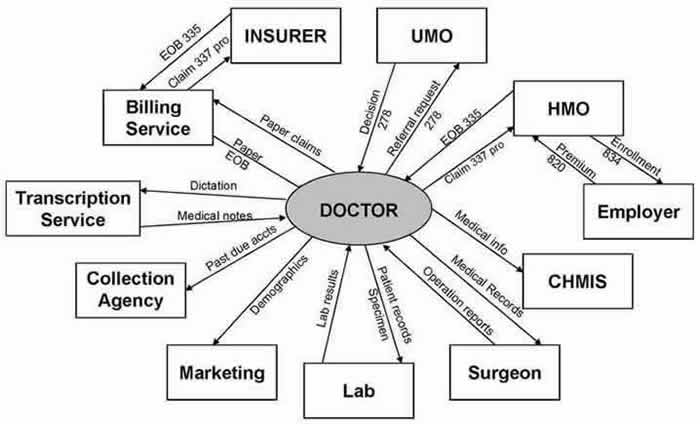 INSURER
UMO
EOB 335
Claim 337 pro
Billing
Service
Paper claims
Paper
EOB
Decision
278
Referral request
278
EOB 335
Claim 337 pro
HMO
Enrollment
834
Premium
820
Employer
Transcription
Service
Dictation
Medical notes
DOCTOR
Medical info
CHMIS
Collection
Agency
Past due accts
Demographics
Marketing
Lab results
Patient records
Specimen
Lab
Medical Records
Operation reports
Surgeon